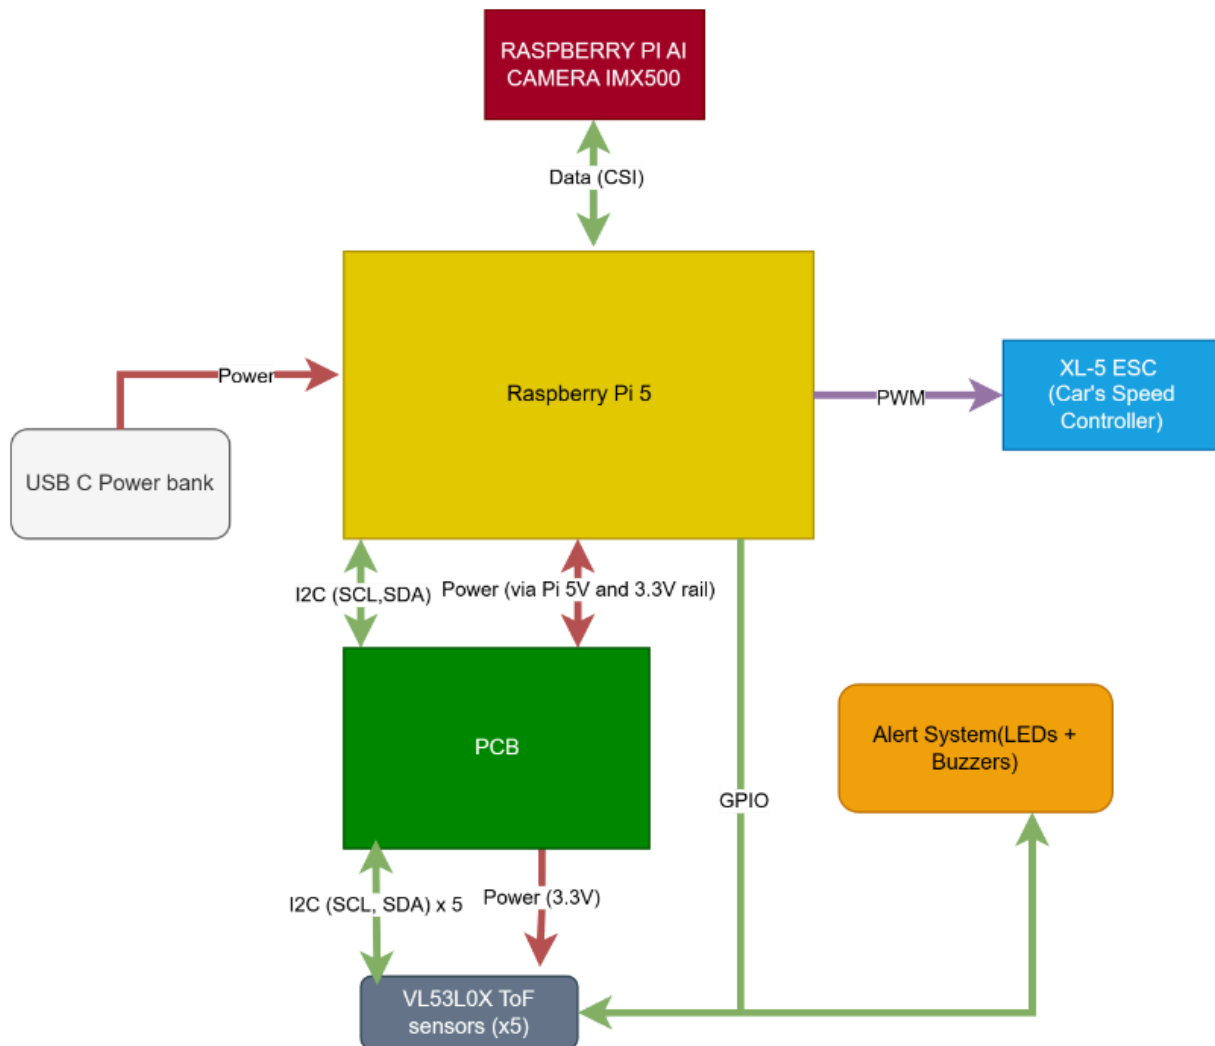 RASPBERRY PI AI
CAMERA IMX500
Data (CSI)
Power
Raspberry Pi 5
PWM
XL-5 ESC
(Car's Speed
Controller)
USB C Power bank
I2C (SCL,SDA)
Power (via Pi 5V and 3.3V rail)
PCB
Alert System(LEDs +
Buzzers)
GPIO
I2C (SCL, SDA) x 5
Power (3.3V)
VL53L0X ToF
sensors (x5)